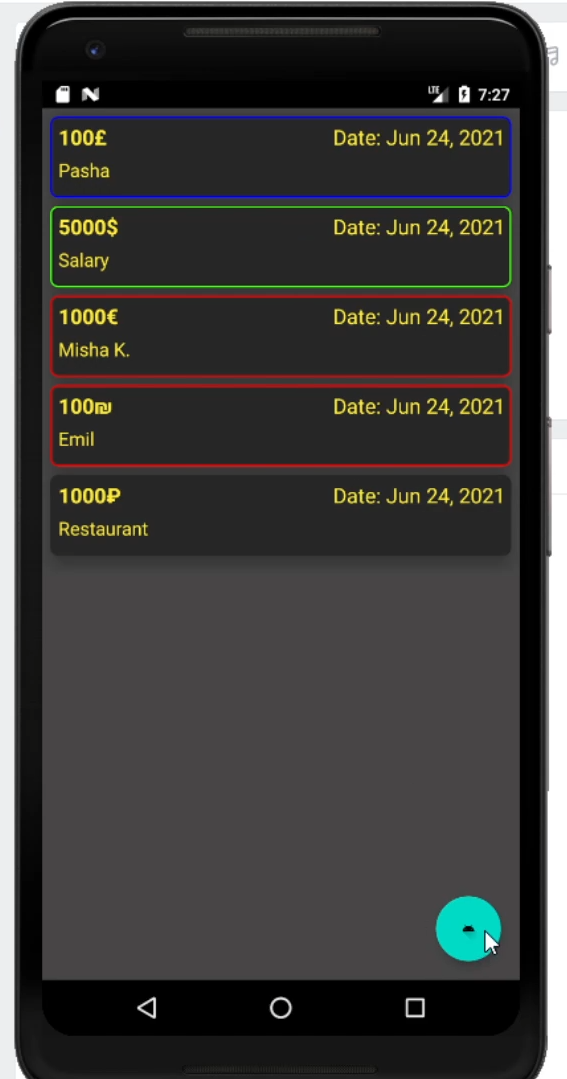 LTE 7:27
100£ Date: Jun 24, 2021
Pasha
5000$ Date: Jun 24, 2021
Salary
1000€ Date: Jun 24, 2021
Misha K.
100₪ Date: Jun 24, 2021
Emil
1000₽ Date: Jun 24, 2021
Restaurant